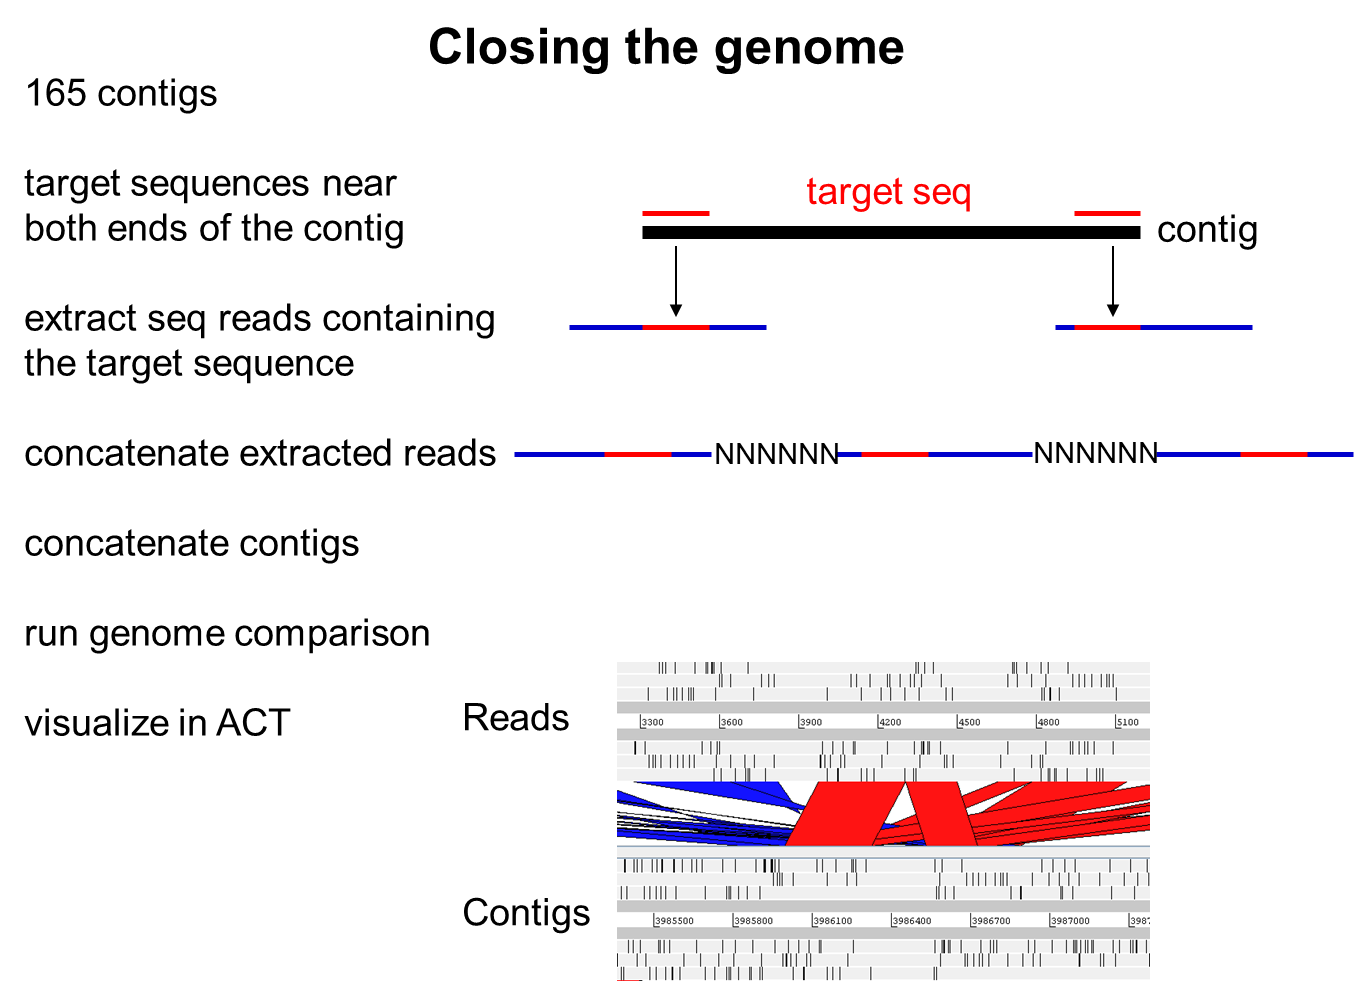 Closing the genome
165 contigs
target sequences near
both ends of the contig
target seq
contig
extract seq reads containing
the target sequence
concatenate extracted reads
NNNNNN
NNNNNN
concatenate contigs
run genome comparison
visualize in ACT
Reads
3300 3600 3900 4200 4500 4800 5100
Contigs
3985500 3985800 3986100 3986400 3986700 3987000 3987